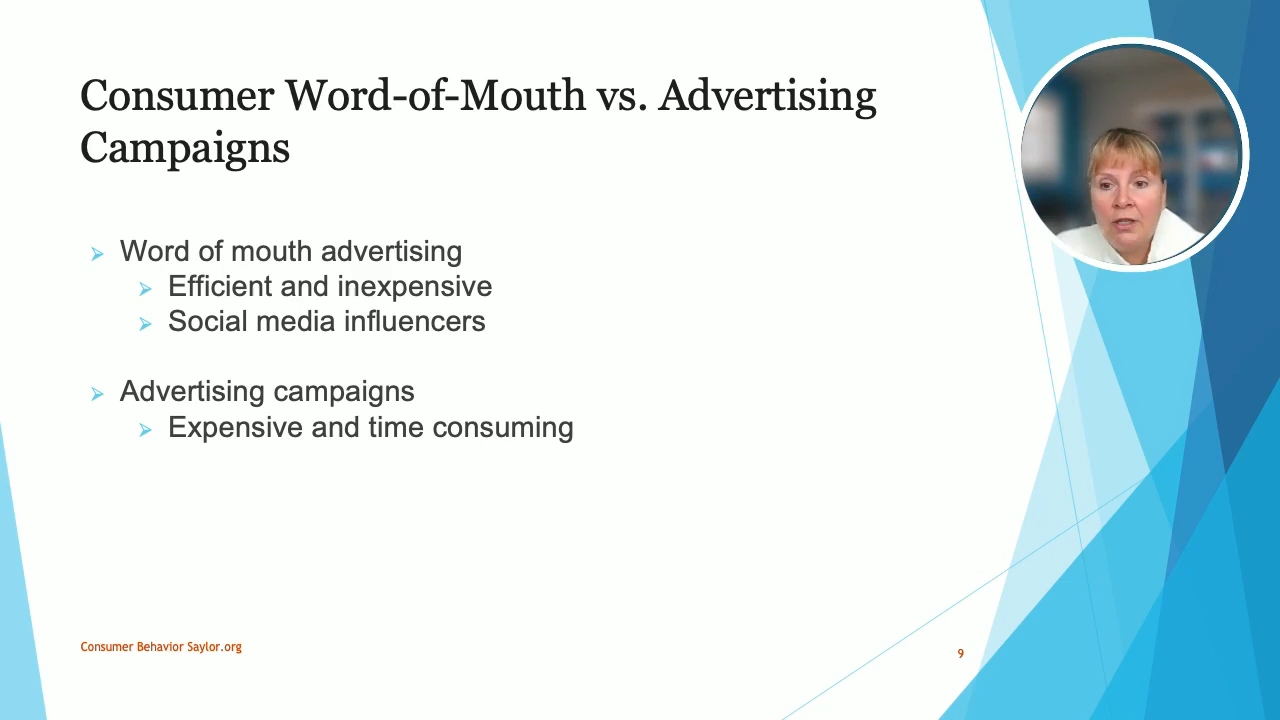 Consumer Word-of-Mouth vs. Advertising
Campaigns
Word of mouth advertising
Efficient and inexpensive
Social media influencers
Advertising campaigns
Expensive and time consuming
Consumer Behavior Saylor.org
9